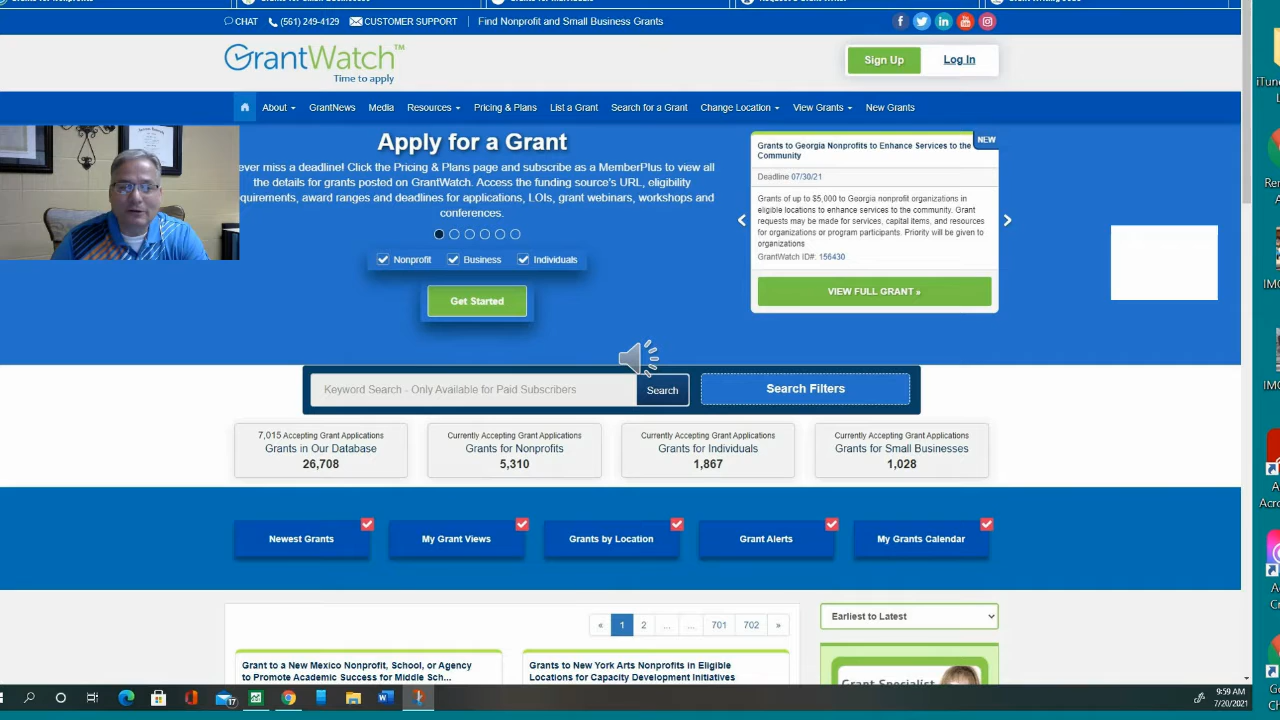 CHAT (561) 249-4129 CUSTOMER SUPPORT Find Nonprofit and Small Business Grants
GrantWatch™
Time to apply
Sign Up Log In
About GrantNews Media Resources Pricing & Plans List a Grant Search for a Grant Change Location View Grants New Grants
Apply for a Grant
ever miss a deadline! Click the Pricing & Plans page and subscribe as a MemberPlus to view all
the details for grants posted on GrantWatch. Access the funding source's URL, eligibility
quirements, award ranges and deadlines for applications, LOIs, grant webinars, workshops and
conferences.
Nonprofit Business Individuals
Get Started
NEW
Grants to Georgia Nonprofits to Enhance Services to the
Community
Deadline 07/30/21
Grants of up to $5,000 to Georgia nonprofit organizations in
eligible locations to enhance services to the community. Grant
requests may be made for services, capital items, and resources
for organizations or program participants. Priority will be given to
organizations
GrantWatch ID#: 156430
VIEW FULL GRANT »
Keyword Search - Only Available for Paid Subscribers Search Search Filters
7,015 Accepting Grant Applications
Grants in Our Database
26,708
Currently Accepting Grant Applications
Grants for Nonprofits
5,310
Currently Accepting Grant Applications
Grants for Individuals
1,867
Currently Accepting Grant Applications
Grants for Small Businesses
1,028
Newest Grants My Grant Views Grants by Location Grant Alerts My Grants Calendar
« 1 2 ... ... 701 702 »
Earliest to Latest
Grant to a New Mexico Nonprofit, School, or Agency
to Promote Academic Success for Middle Sch...
Grants to New York Arts Nonprofits in Eligible
Locations for Capacity Development Initiatives
Grant Specialist
17
9:59 AM
7/20/2021
iTun
L
Ren
A
IMG
IMG
A
Acro
A
Cr
Go
Ch